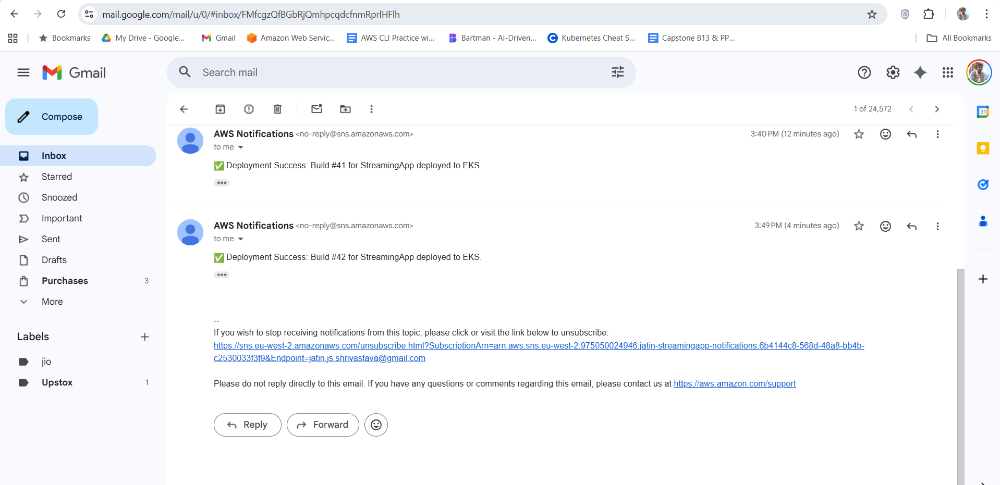 mail.google.com/mail/u/0/#inbox/FMfcgzQfBGbRjQmhpcqdcfnmRprlHFlh
Bookmarks
My Drive - Google...
Gmail
Amazon Web Servic...
AWS CLI Practice wi...
Bartman - AI-Driven...
Kubernetes Cheat S...
Capstone B13 & PP...
All Bookmarks
Gmail
Search mail
Compose
Inbox
Starred
Snoozed
Important
Sent
Drafts
Purchases 3
More
Labels
jio
Upstox 1
1 of 24,572
AWS Notifications <no-reply@sns.amazonaws.com> 3:40 PM (12 minutes ago)
to me
✅ Deployment Success: Build #41 for StreamingApp deployed to EKS.
AWS Notifications <no-reply@sns.amazonaws.com> 3:49 PM (4 minutes ago)
to me
✅ Deployment Success: Build #42 for StreamingApp deployed to EKS.
--
If you wish to stop receiving notifications from this topic, please click or visit the link below to unsubscribe:
https://sns.eu-west-2.amazonaws.com/unsubscribe.html?SubscriptionArn=arn:aws:sns:eu-west-2:975050024946:jatin-streamingapp-notifications:6b4144c8-568d-48a8-bb4b-
c2530033f3f9&Endpoint=jatin.js.shrivastava@gmail.com
Please do not reply directly to this email. If you have any questions or comments regarding this email, please contact us at https://aws.amazon.com/support
Reply
Forward
31